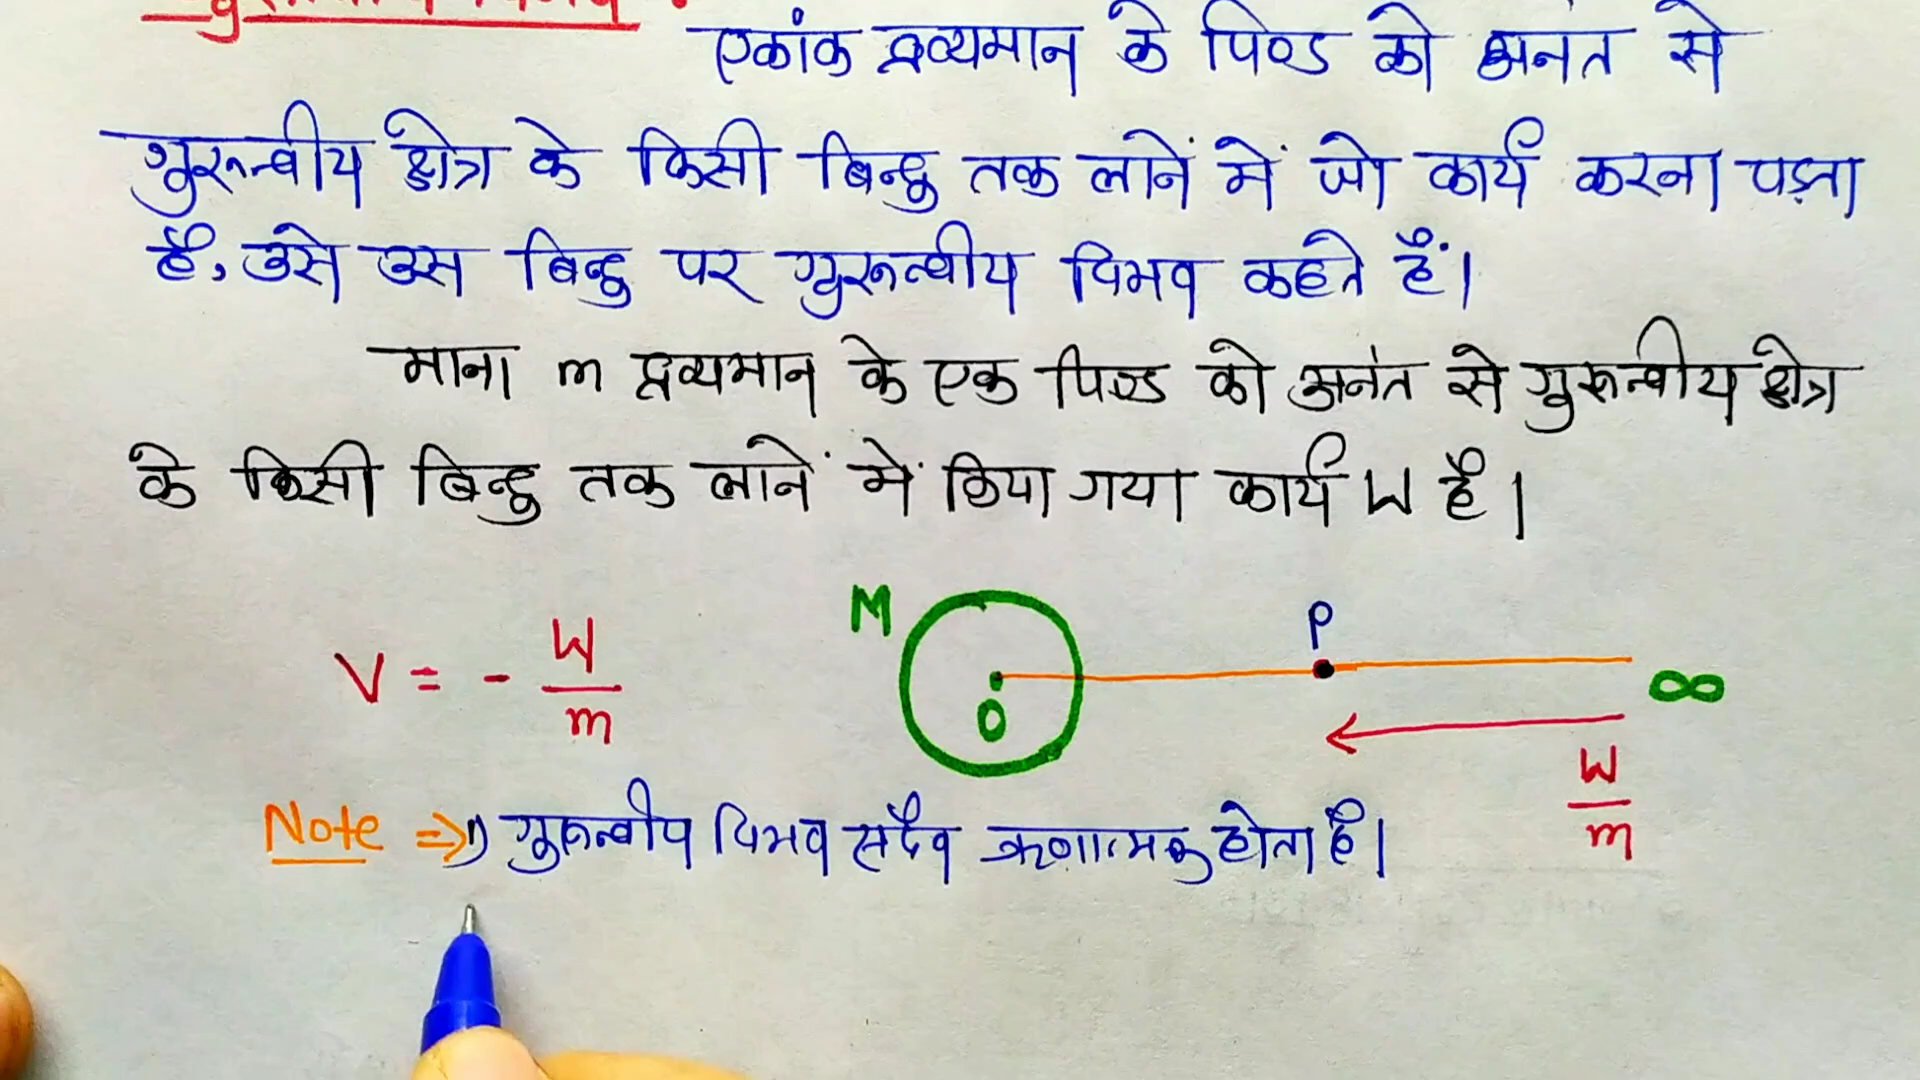 एकांक द्रव्यमान के पिण्ड को अनंत से
गुरुत्वीय क्षेत्र के किसी बिन्दु तक लानें में जो कार्य करना पड़ता
है, उसे उस बिन्दु पर गुरुत्वीय विभव कहते हैं।
माना m द्रव्यमान के एक पिण्ड को अनंत से गुरुत्वीय क्षेत्र
के किसी बिन्दु तक लानें में किया गया कार्य W है।
V = - W/m
M
O
P
∞
W/m
Note ⇒ 1) गुरुत्वीय विभव सदैव ऋणात्मक होता है।